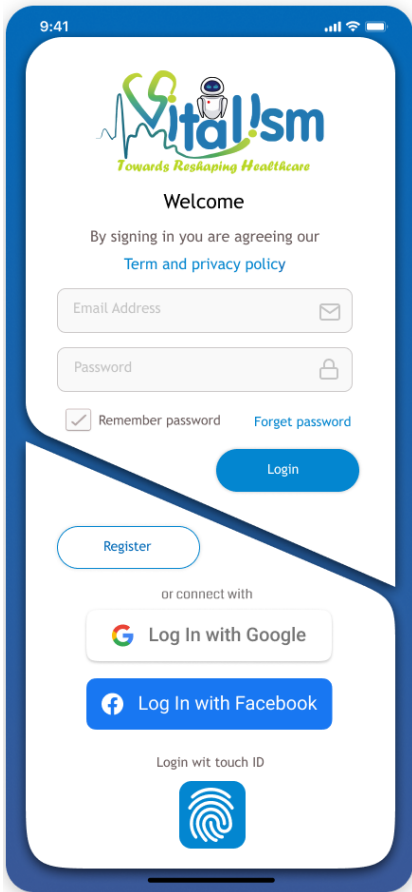 9:41
Vitalism
Towards Reshaping Healthcare
Welcome
By signing in you are agreeing our
Term and privacy policy
Email Address
Password
Remember password
Forget password
Login
Register
or connect with
Log In with Google
Log In with Facebook
Login wit touch ID